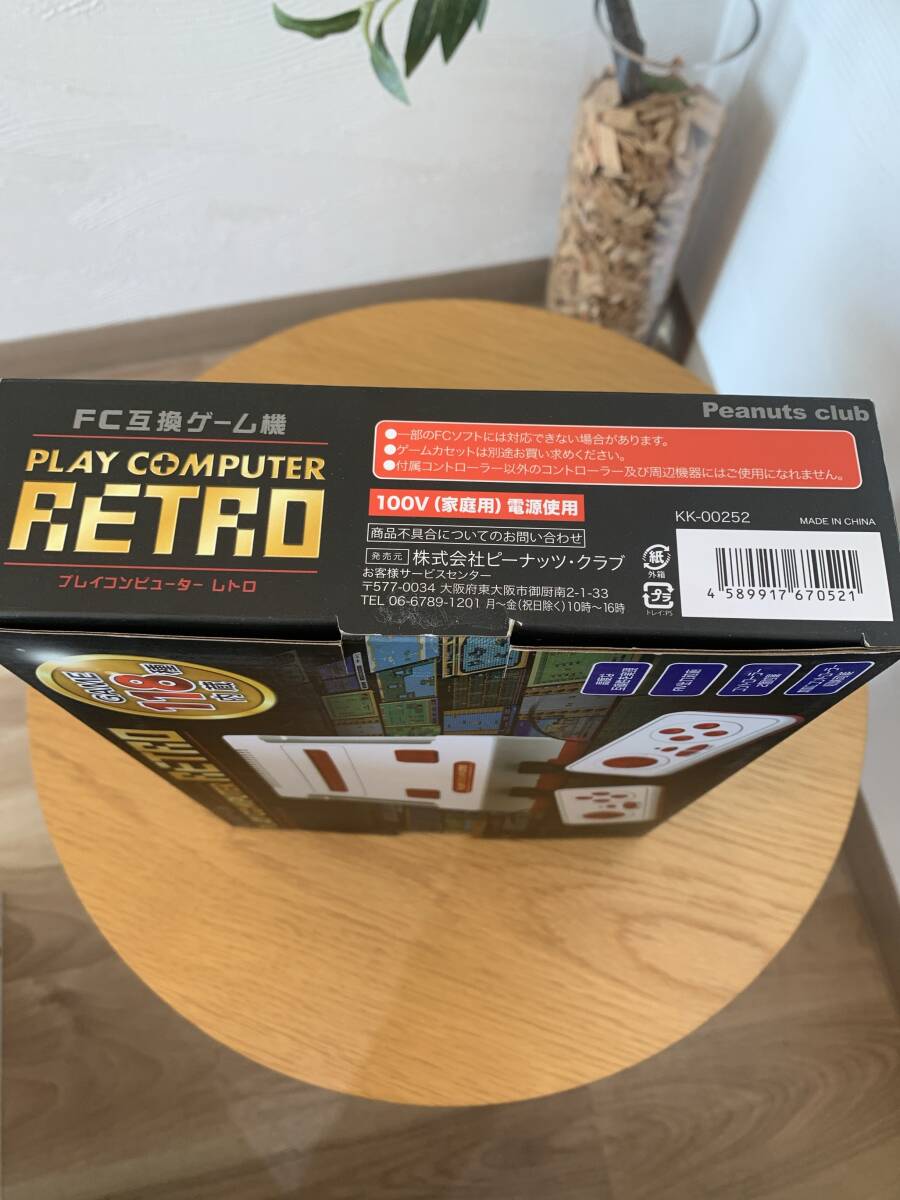 FC互換ゲーム機
PLAY COMPUTER
RETRO
プレイコンピューター レトロ
Peanuts club
●一部のFCソフトには対応できない場合があります。
●ゲームカセットは別途お買い求めください。
●付属コントローラー以外のコントローラー及び周辺機器にはご使用になれません。
100V (家庭用) 電源使用
KK-00252
MADE IN CHINA
商品不具合についてのお問い合わせ
発売元 株式会社ピーナッツ・クラブ
お客様サービスセンター
〒577-0034 大阪府東大阪市御厨南2-1-33
TEL 06-6789-1201 月～金(祝日除く)10時～16時
紙
外箱
プラ
トレイ:PS
4 589917 670521
118
RETRO